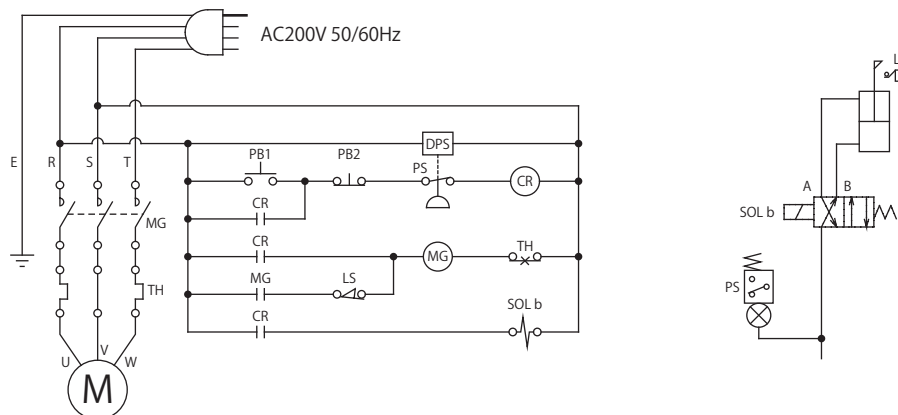 AC200V 50/60Hz
E
R
S
T
MG
TH
U
V
W
M
DPS
PB1
PB2
PS
CR
CR
CR
MG
TH
MG
LS
CR
SOL b
L
A
B
SOL b
PS